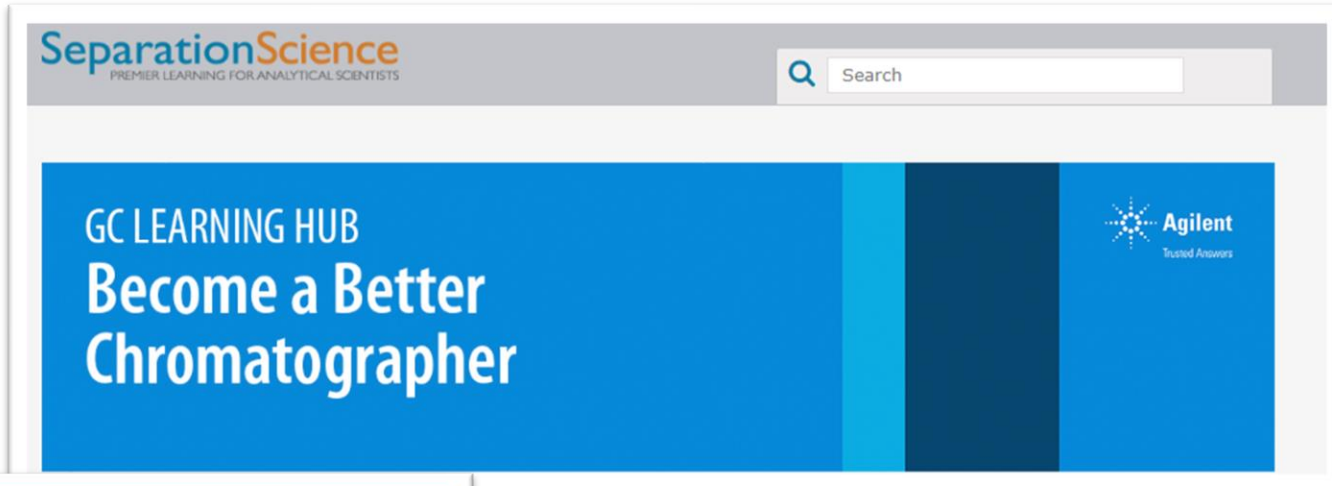 SeparationScience
PREMIER LEARNING FOR ANALYTICAL SCIENTISTS
Search
GC LEARNING HUB
Become a Better
Chromatographer
Agilent
Trusted Answers